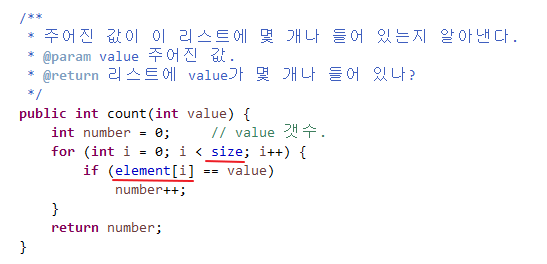 /**
 * 주어진 값이 이 리스트에 몇 개나 들어 있는지 알아낸다.
 * @param value 주어진 값.
 * @return 리스트에 value가 몇 개나 들어 있나?
 */
public int count(int value) {
    int number = 0;     // value 갯수.
    for (int i = 0; i < size; i++) {
        if (element[i] == value)
            number++;
    }
    return number;
}